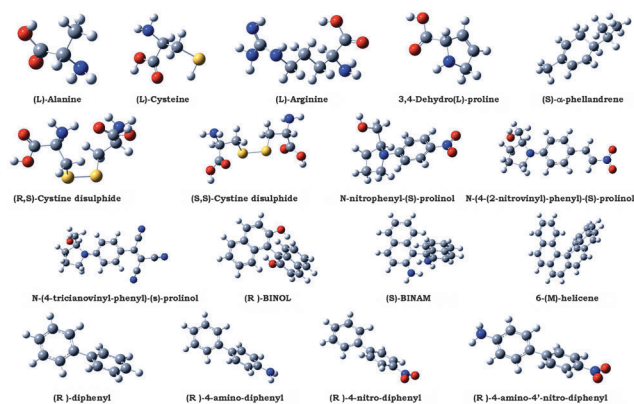 (L)-Alanine
(L)-Cysteine
(L)-Arginine
3,4-Dehydro(L)-proline
(S)-α-phellandrene
(R,S)-Cystine disulphide
(S,S)-Cystine disulphide
N-nitrophenyl-(S)-prolinol
N-(4-(2-nitrovinyl)-phenyl)-(S)-prolinol
N-(4-tricianovinyl-phenyl)-(s)-prolinol
(R )-BINOL
(S)-BINAM
6-(M)-helicene
(R )-diphenyl
(R )-4-amino-diphenyl
(R )-4-nitro-diphenyl
(R )-4-amino-4'-nitro-diphenyl